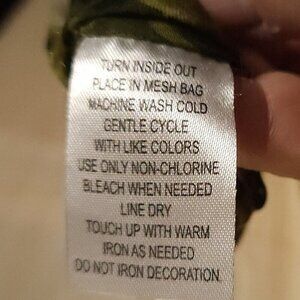 TURN INSIDE OUT
PLACE IN MESH BAG
MACHINE WASH COLD
GENTLE CYCLE
WITH LIKE COLORS
USE ONLY NON-CHLORINE
BLEACH WHEN NEEDED
LINE DRY
TOUCH UP WITH WARM
IRON AS NEEDED
DO NOT IRON DECORATION.